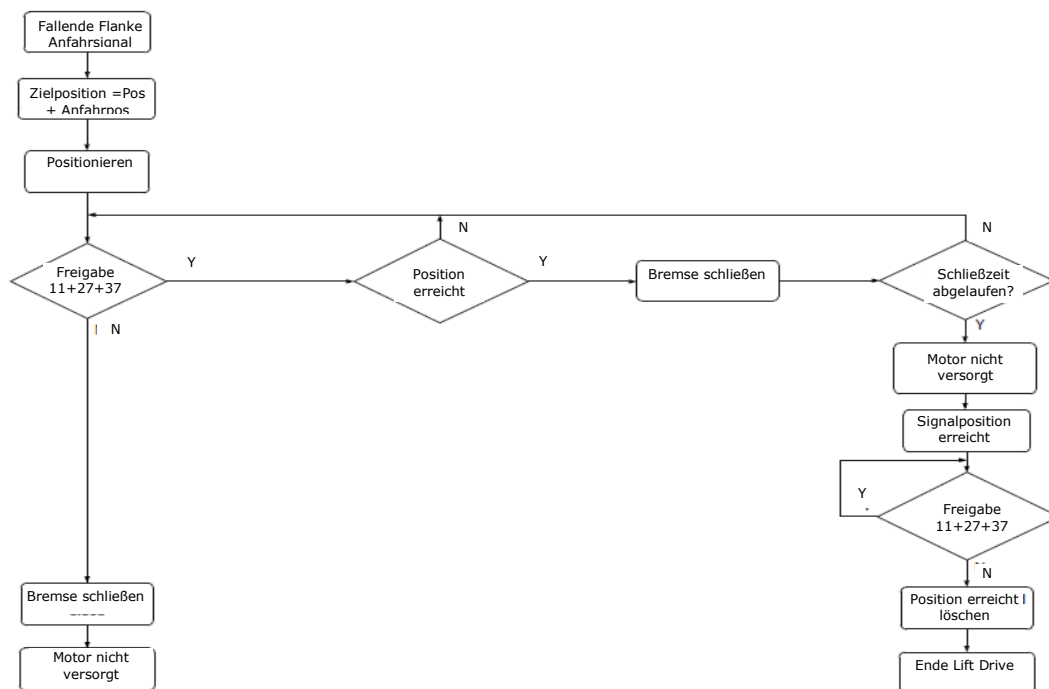 Fallende Flanke
Anfahrsignal
Zielposition =Pos
+ Anfahrpos
Positionieren
N
N
Freigabe
11+27+37
Y
Position
erreicht
Y
Bremse schließen
Schließzeit
abgelaufen?
N
Y
Motor nicht
versorgt
Signalposition
erreicht
Y
Freigabe
11+27+37
N
Bremse schließen
Position erreicht
löschen
Motor nicht
versorgt
Ende Lift Drive